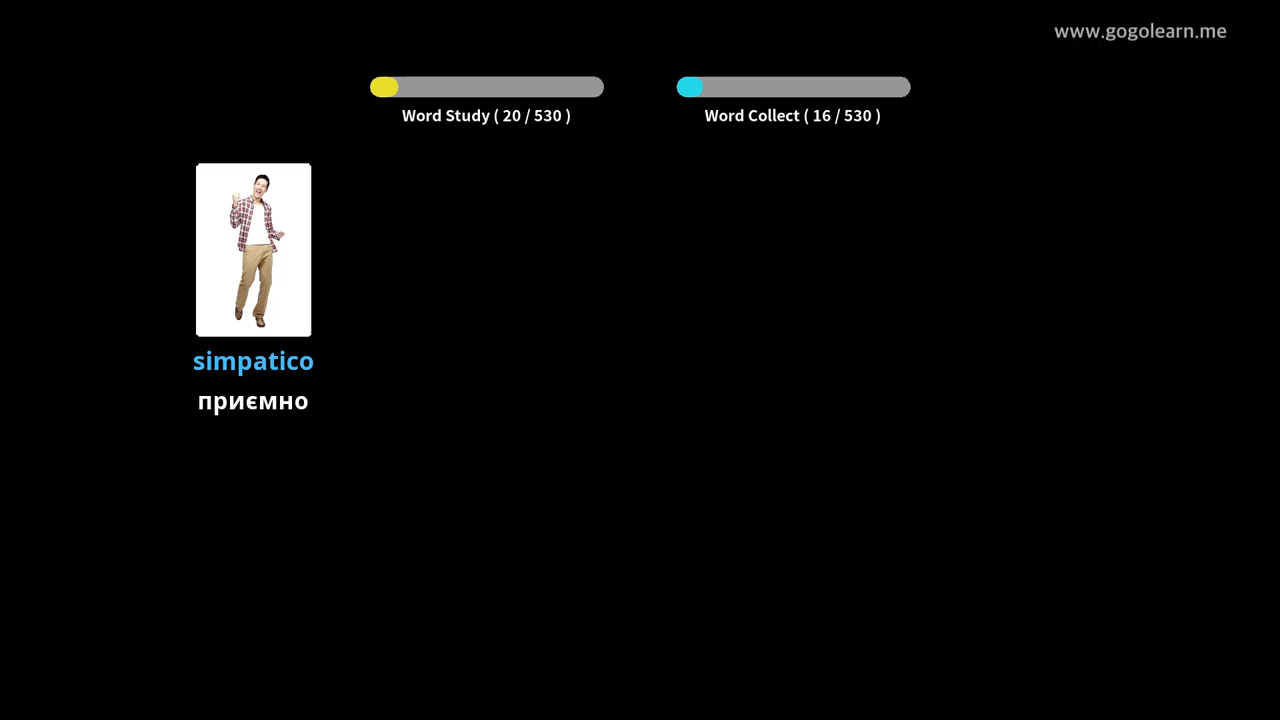 www.gogolearn.me
Word Study ( 20 / 530 )
Word Collect ( 16 / 530 )
simpatico
приємно